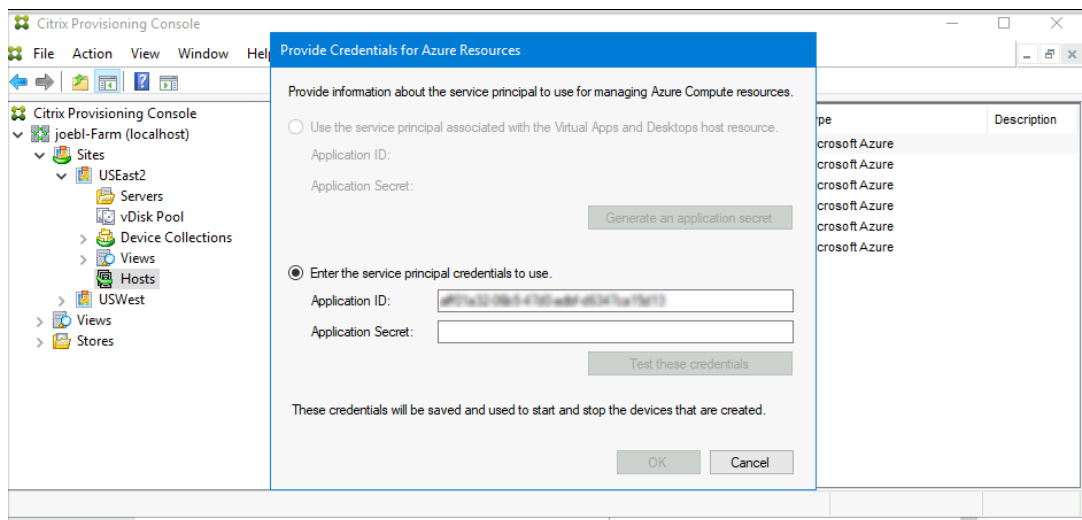 Citrix Provisioning Console
File Action View Window Hel
Provide Credentials for Azure Resources
Provide information about the service principal to use for managing Azure Compute resources.
Citrix Provisioning Console
joebl-Farm (localhost)
Sites
USEast2
Servers
vDisk Pool
Device Collections
Views
Hosts
USWest
Views
Stores
Use the service principal associated with the Virtual Apps and Desktops host resource.
Application ID:
Application Secret:
Generate an application secret
Enter the service principal credentials to use.
Application ID:
Application Secret:
Test these credentials
These credentials will be saved and used to start and stop the devices that are created.
OK Cancel
pe Description
crosoft Azure
crosoft Azure
crosoft Azure
crosoft Azure
crosoft Azure
crosoft Azure